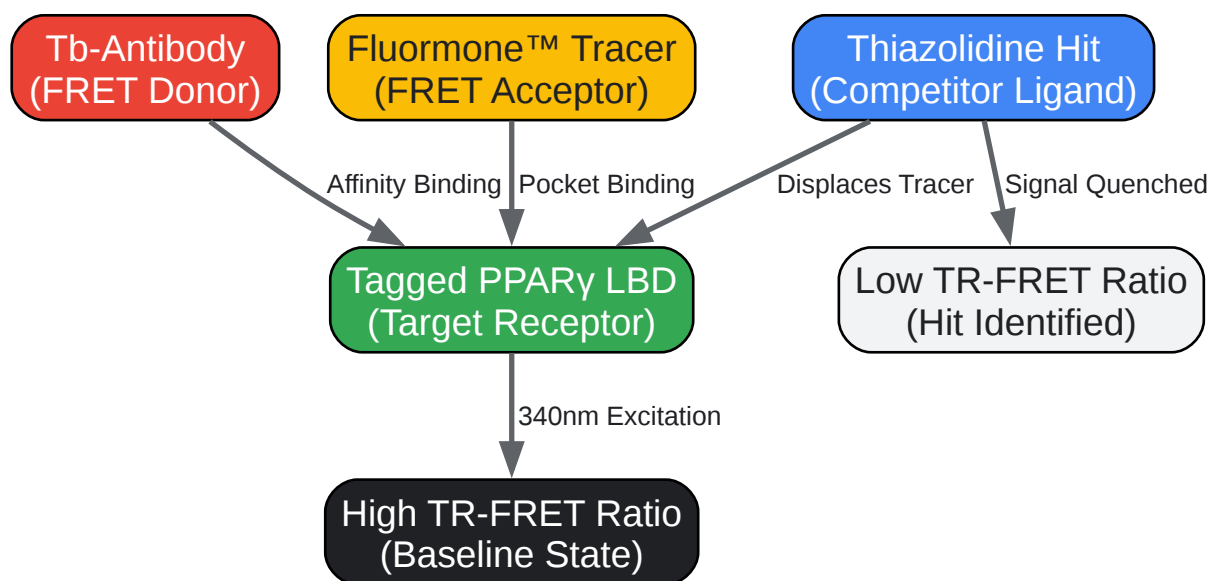 Tb-Antibody
(FRET Donor)
Fluormone™ Tracer
(FRET Acceptor)
Thiazolidine Hit
(Competitor Ligand)
Affinity Binding
Pocket Binding
Displaces Tracer
Signal Quenched
Tagged PPARγ LBD
(Target Receptor)
Low TR-FRET Ratio
(Hit Identified)
340nm Excitation
High TR-FRET Ratio
(Baseline State)